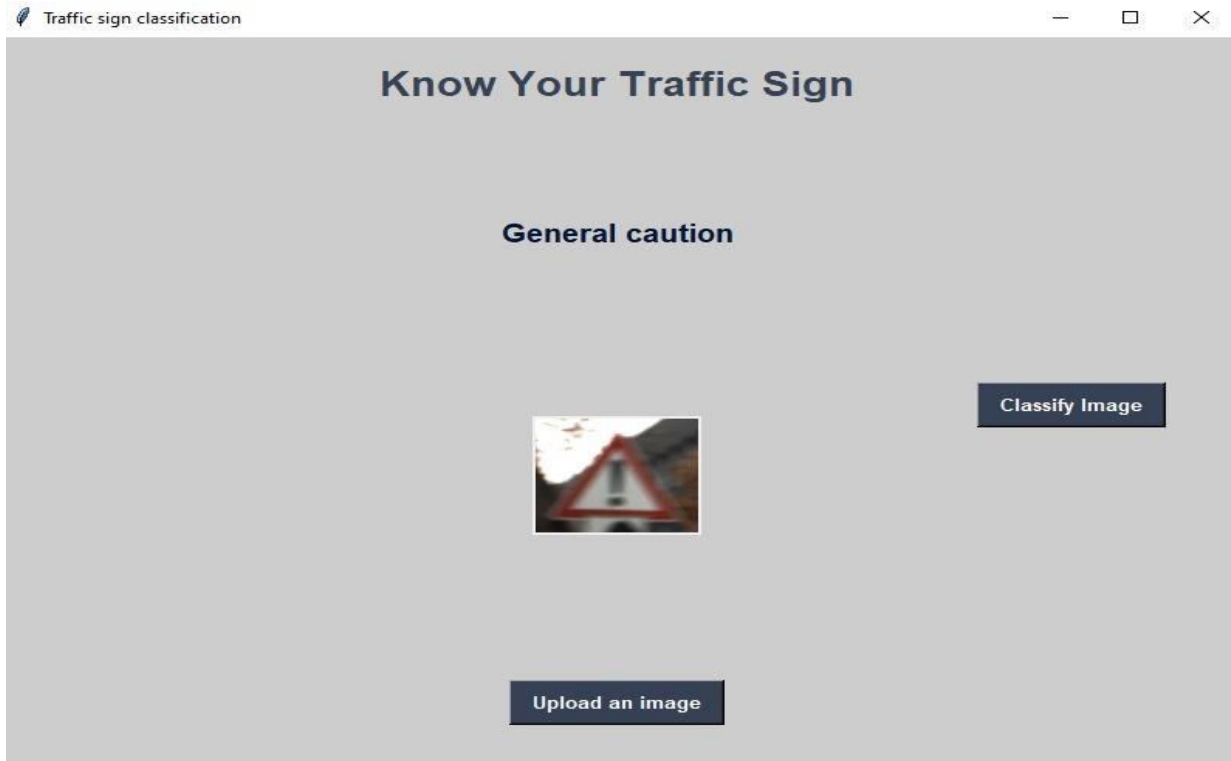 Traffic sign classification
Know Your Traffic Sign
General caution
Classify Image
Upload an image